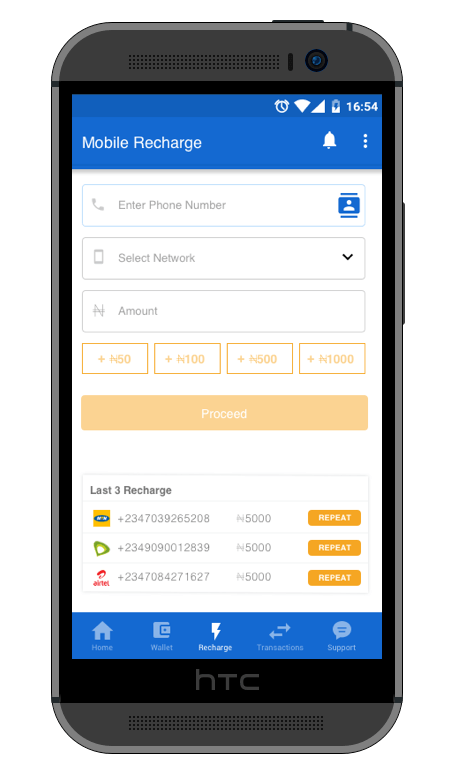 16:54
Mobile Recharge
Enter Phone Number
Select Network
₦ Amount
+ ₦50 + ₦100 + ₦500 + ₦1000
Proceed
Last 3 Recharge
MTN +2347039265208 ₦5000 REPEAT
+2349090012839 ₦5000 REPEAT
airtel +2347084271627 ₦5000 REPEAT
Home Wallet Recharge Transactions Support
hTC